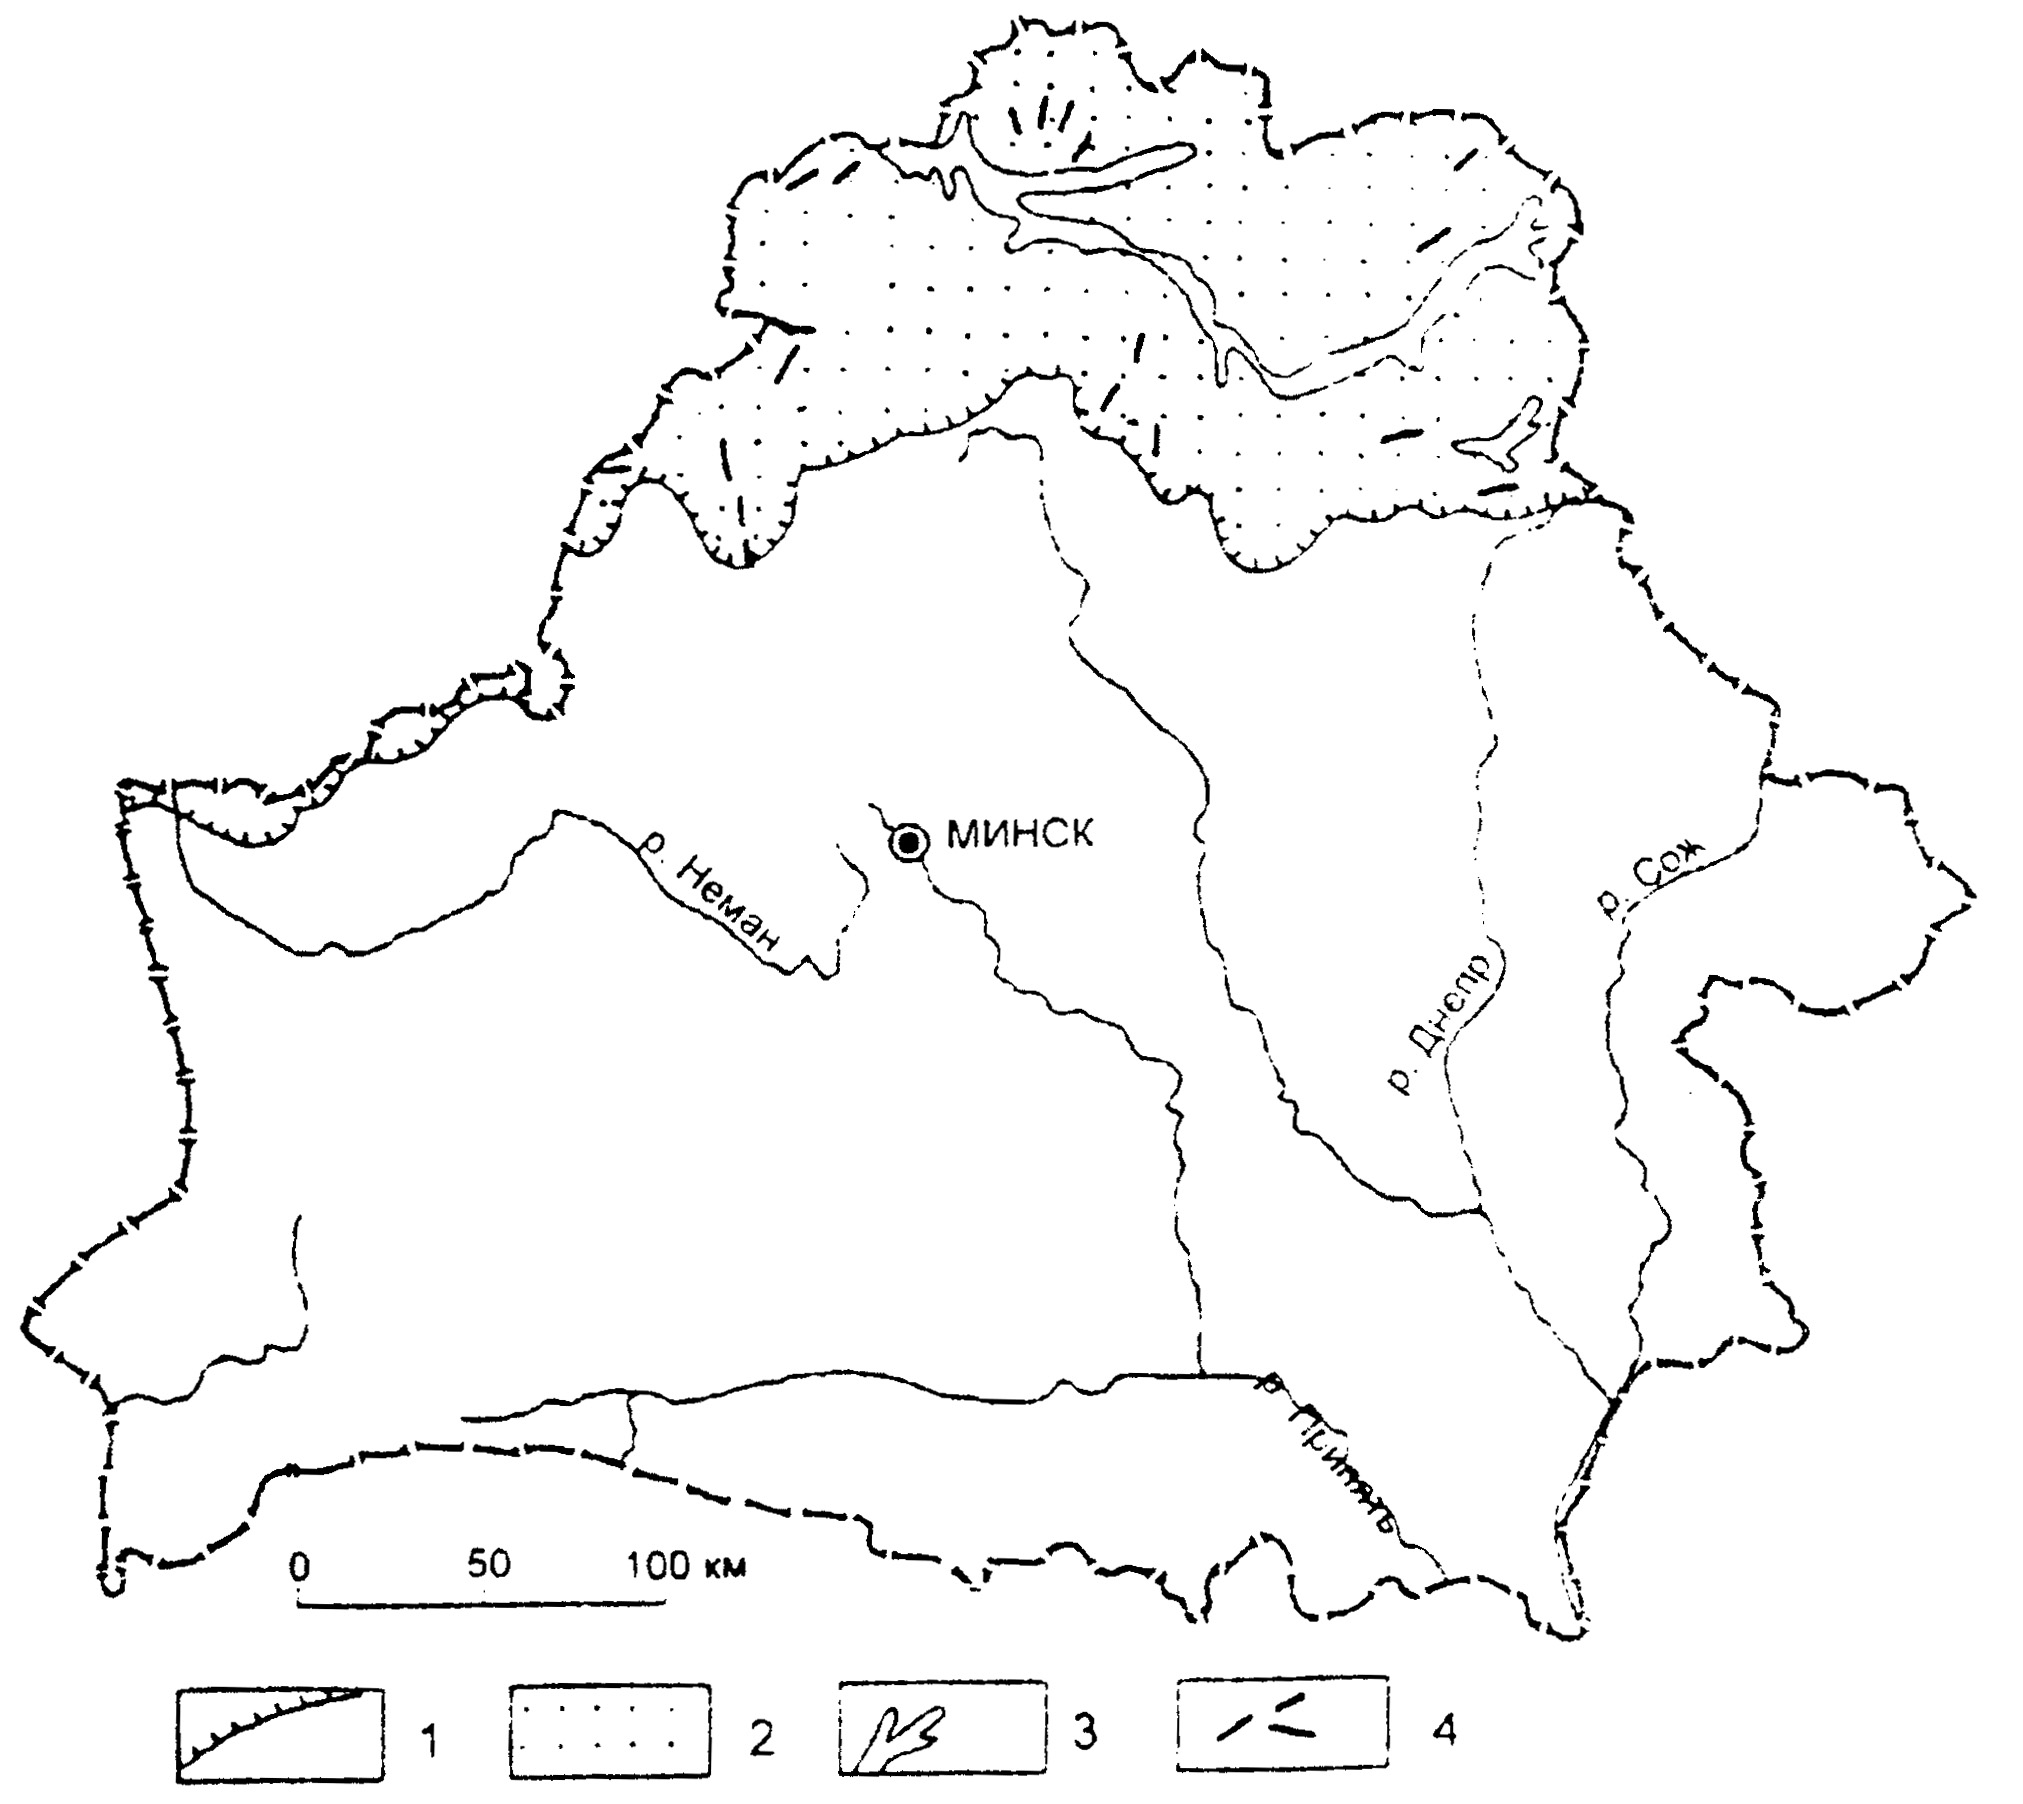 МИНСК
р. Неман
р. Сож
р. Днепр
р. Припять
0 50 100 км
1 2 3 4